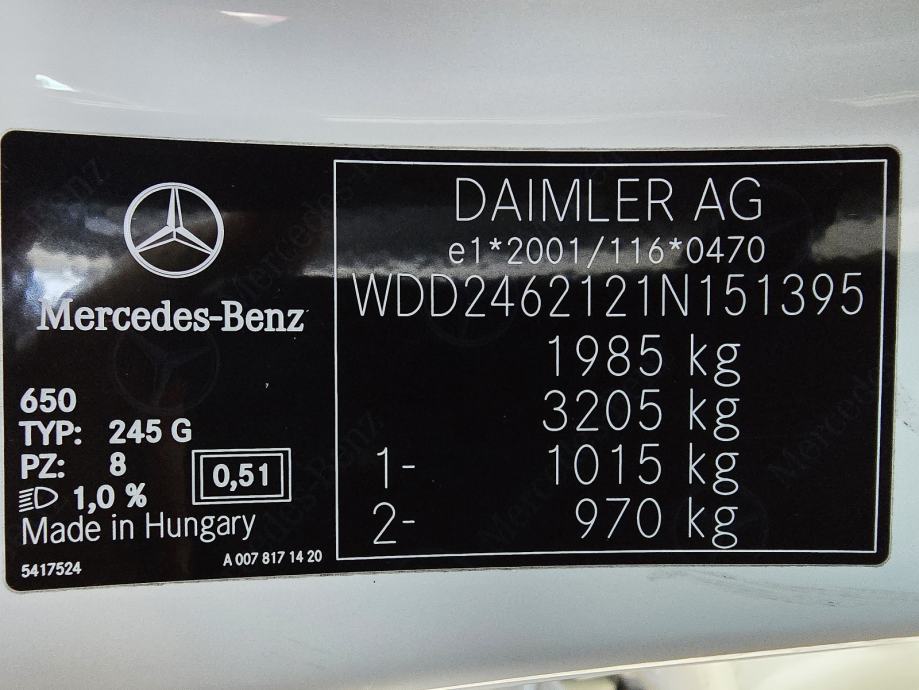 Mercedes-Benz
650
TYP: 245 G
PZ: 8
0,51
1,0 %
Made in Hungary
5417524
A 007 817 14 20
DAIMLER AG
e1*2001/116*0470
WDD2462121N151395
1985 kg
3205 kg
1- 1015 kg
2- 970 kg